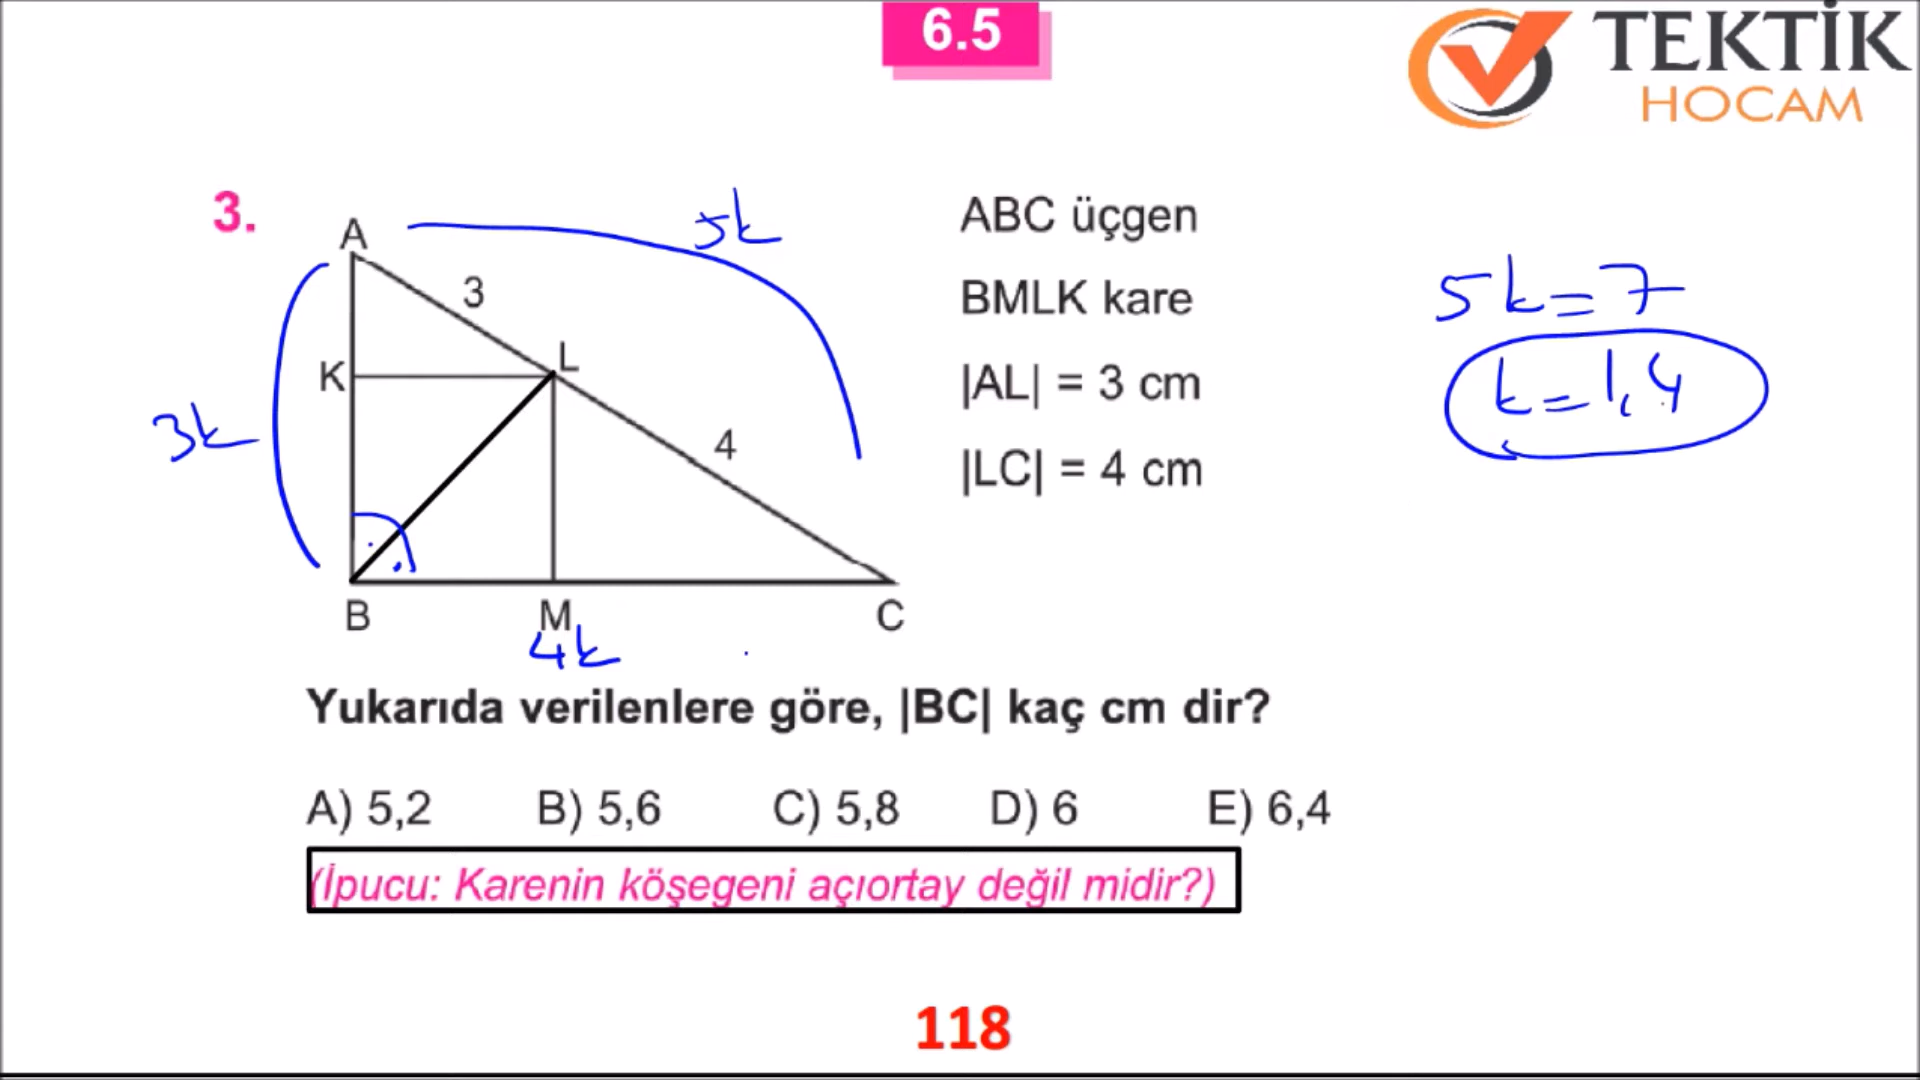 6.5
TEKTİK
HOCAM
3.
A
3
5k
K
L
3k
4
B
M
C
4k
ABC üçgen
BMLK kare
|AL| = 3 cm
|LC| = 4 cm
5k=7
k=1,4
Yukarıda verilenlere göre, |BC| kaç cm dir?
A) 5,2 B) 5,6 C) 5,8 D) 6 E) 6,4
(İpucu: Karenin köşegeni açıortay değil midir?)
118